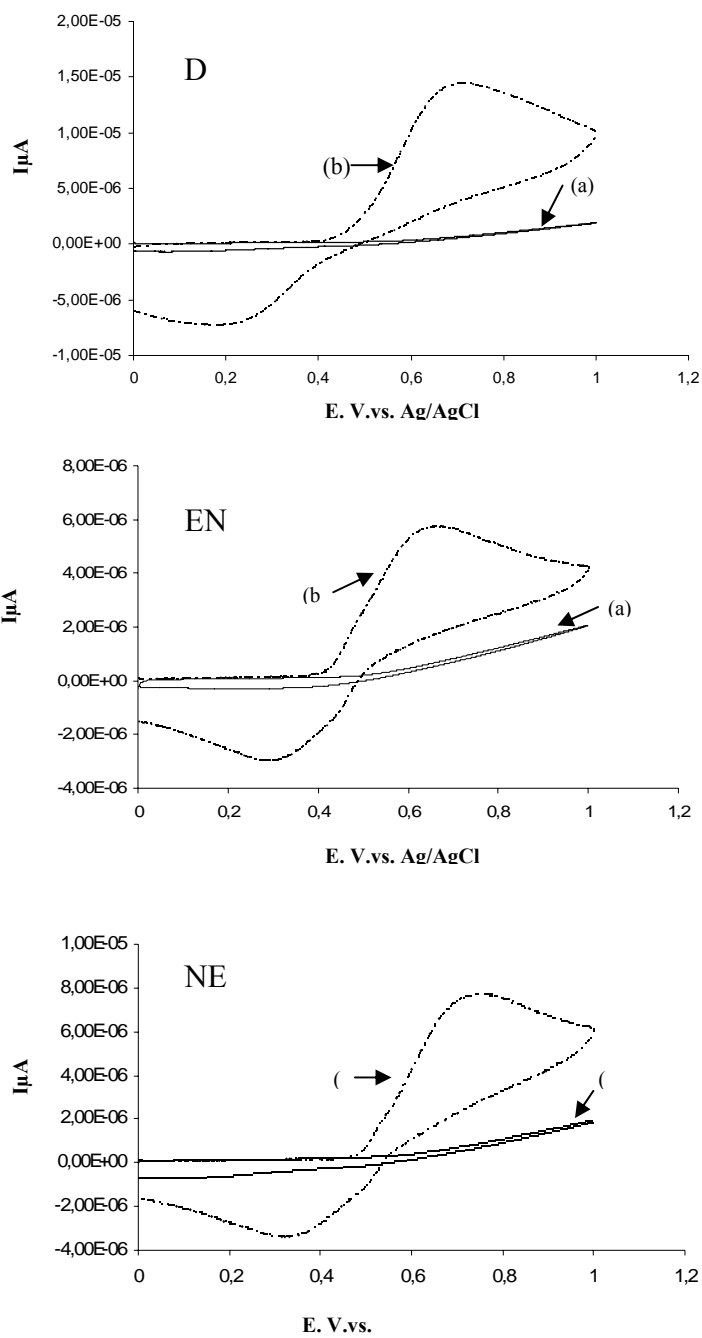 2,00E-05
D
1,50E-05
1,00E-05
IµA
(b)
5,00E-06
(a)
0,00E+00
-5,00E-06
-1,00E-05
0 0,2 0,4 0,6 0,8 1 1,2
E. V.vs. Ag/AgCl
8,00E-06
EN
6,00E-06
4,00E-06
(b
IµA
2,00E-06
(a)
0,00E+00
-2,00E-06
-4,00E-06
0 0,2 0,4 0,6 0,8 1 1,2
E. V.vs. Ag/AgCl
1,00E-05
NE
8,00E-06
6,00E-06
IµA
4,00E-06
( (
2,00E-06
0,00E+00
-2,00E-06
-4,00E-06
0 0,2 0,4 0,6 0,8 1 1,2
E. V.vs.